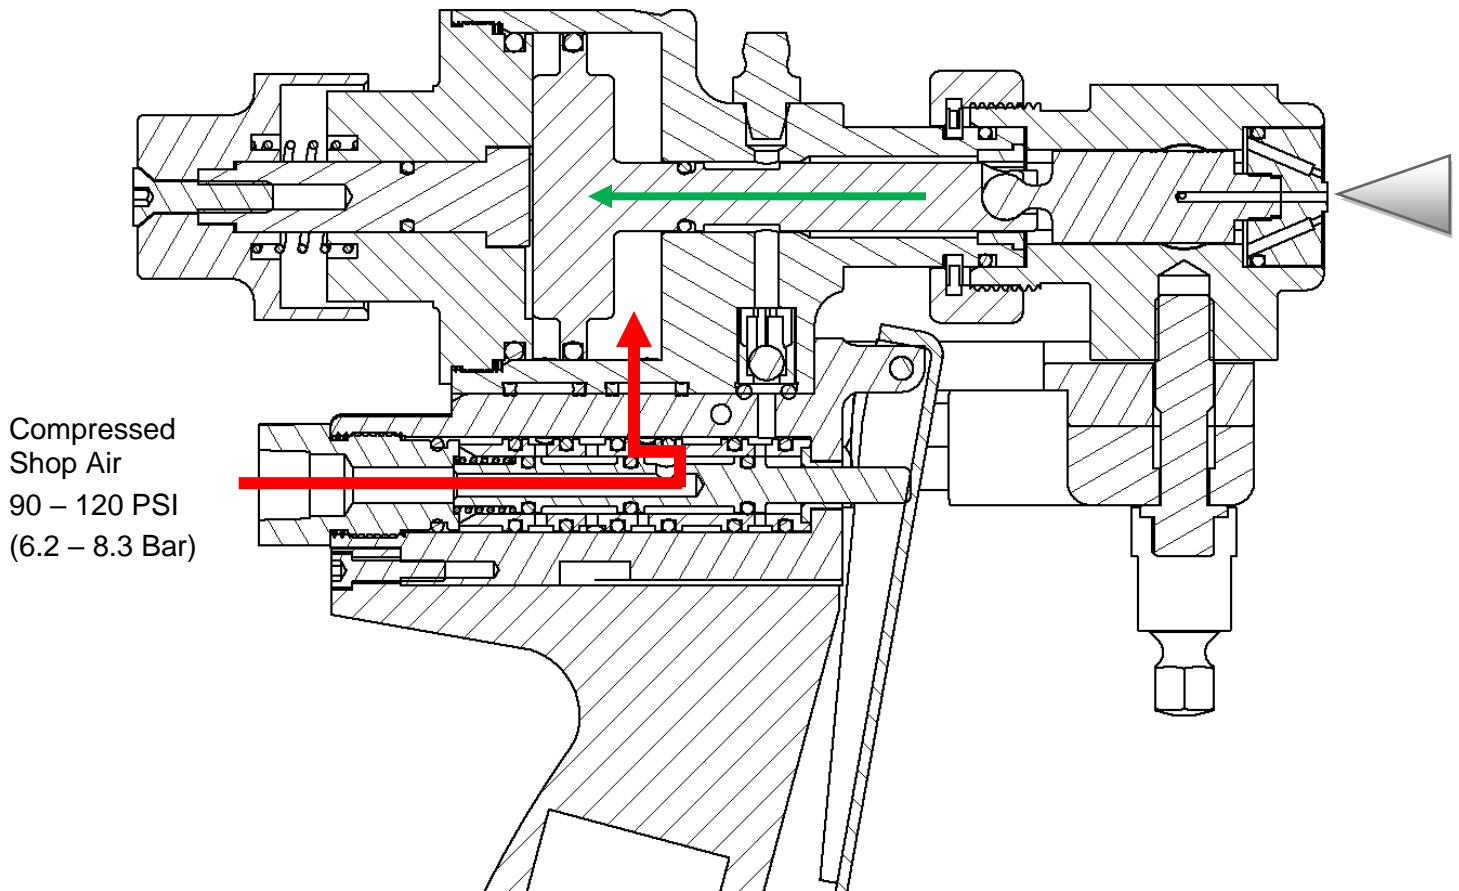 Compressed
Shop Air
90 – 120 PSI
(6.2 – 8.3 Bar)